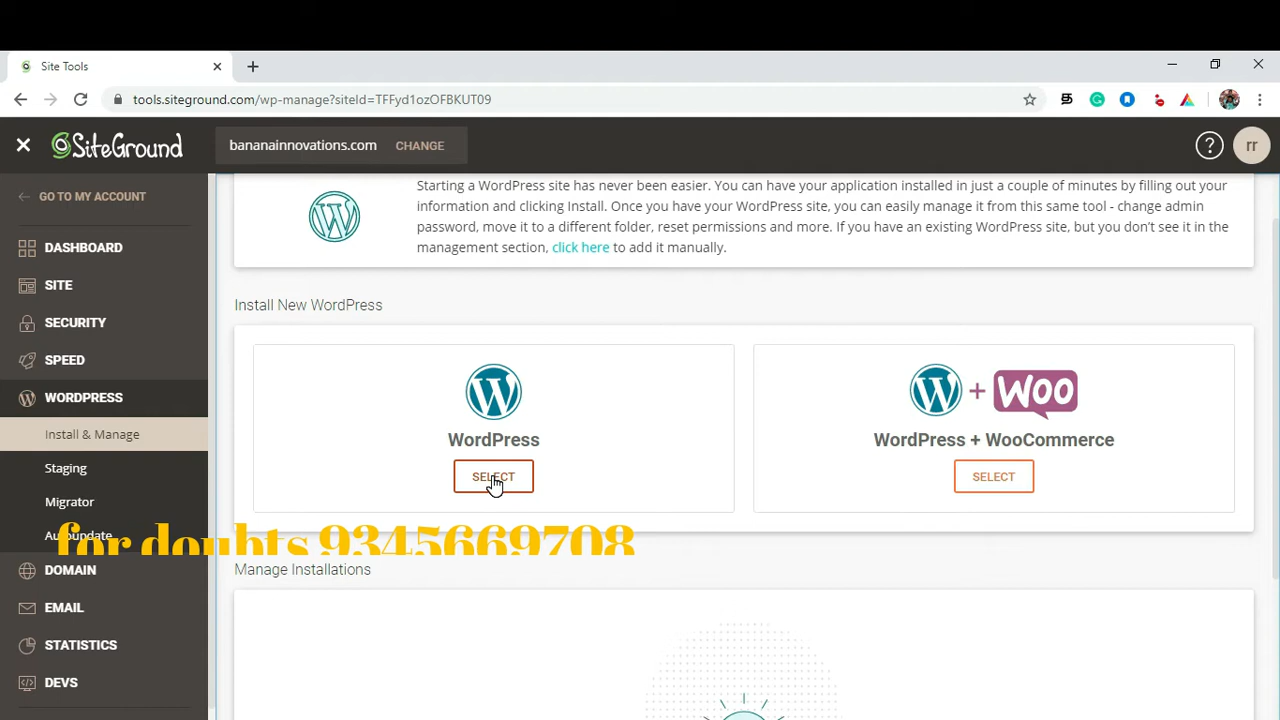 Site Tools
tools.siteground.com/wp-manage?siteId=TFFyd1ozOFBKUT09
SiteGround
bananainnovations.com CHANGE
rr
GO TO MY ACCOUNT
DASHBOARD
SITE
SECURITY
SPEED
WORDPRESS
Install & Manage
Staging
Migrator
Autoupdate
DOMAIN
EMAIL
STATISTICS
DEVS
Starting a WordPress site has never been easier. You can have your application installed in just a couple of minutes by filling out your
information and clicking Install. Once you have your WordPress site, you can easily manage it from this same tool - change admin
password, move it to a different folder, reset permissions and more. If you have an existing WordPress site, but you don't see it in the
management section, click here to add it manually.
Install New WordPress
WordPress
SELECT
+ WOO
WordPress + WooCommerce
SELECT
for doubts 9345669708
Manage Installations